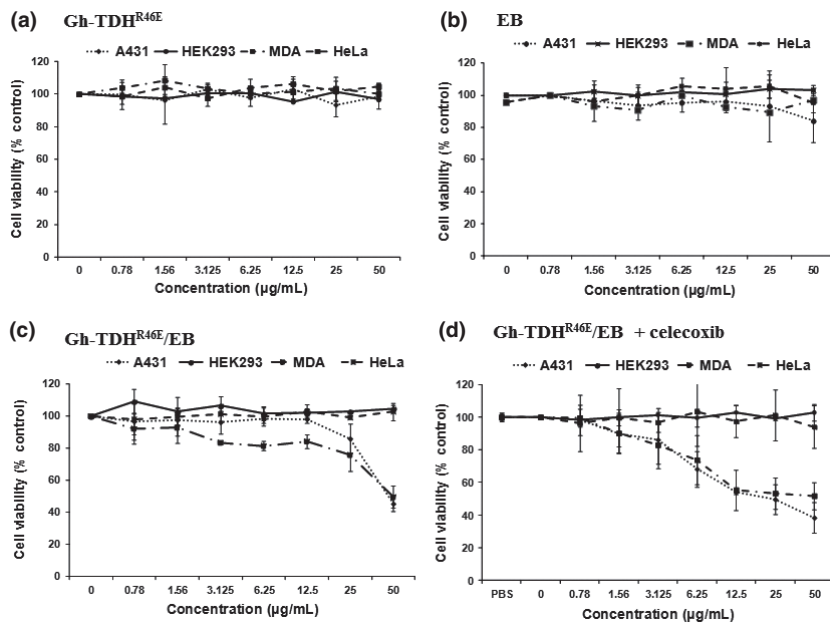 (a) Gh-TDH^R46E
A431 HEK293 MDA HeLa
Cell viability (% control)
120
100
80
60
40
20
0
0 0.78 1.56 3.125 6.25 12.5 25 50
Concentration (µg/mL)
(b) EB
A431 HEK293 MDA HeLa
Cell viability (% control)
120
100
80
60
40
20
0
0 0.78 1.56 3.125 6.25 12.5 25 50
Concentration (µg/mL)
(c) Gh-TDH^R46E/EB
A431 HEK293 MDA HeLa
Cell viability (% control)
120
100
80
60
40
20
0
0 0.78 1.56 3.125 6.25 12.5 25 50
Concentration (µg/mL)
(d) Gh-TDH^R46E/EB + celecoxib
A431 HEK293 MDA HeLa
Cell viability (% control)
120
100
80
60
40
20
0
PBS 0 0.78 1.56 3.125 6.25 12.5 25 50
Concentration (µg/mL)